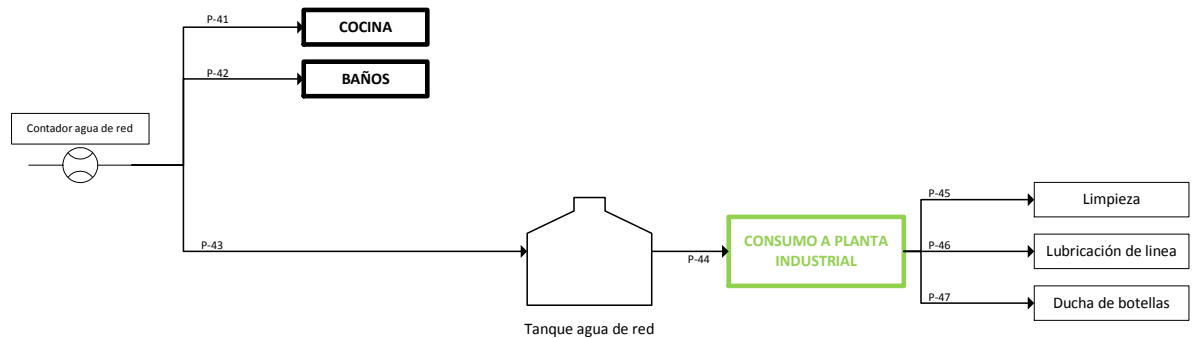 P-41
COCINA
P-42
BAÑOS
Contador agua de red
P-43
P-44
CONSUMO A PLANTA
INDUSTRIAL
P-45
Limpieza
P-46
Lubricación de linea
P-47
Ducha de botellas
Tanque agua de red